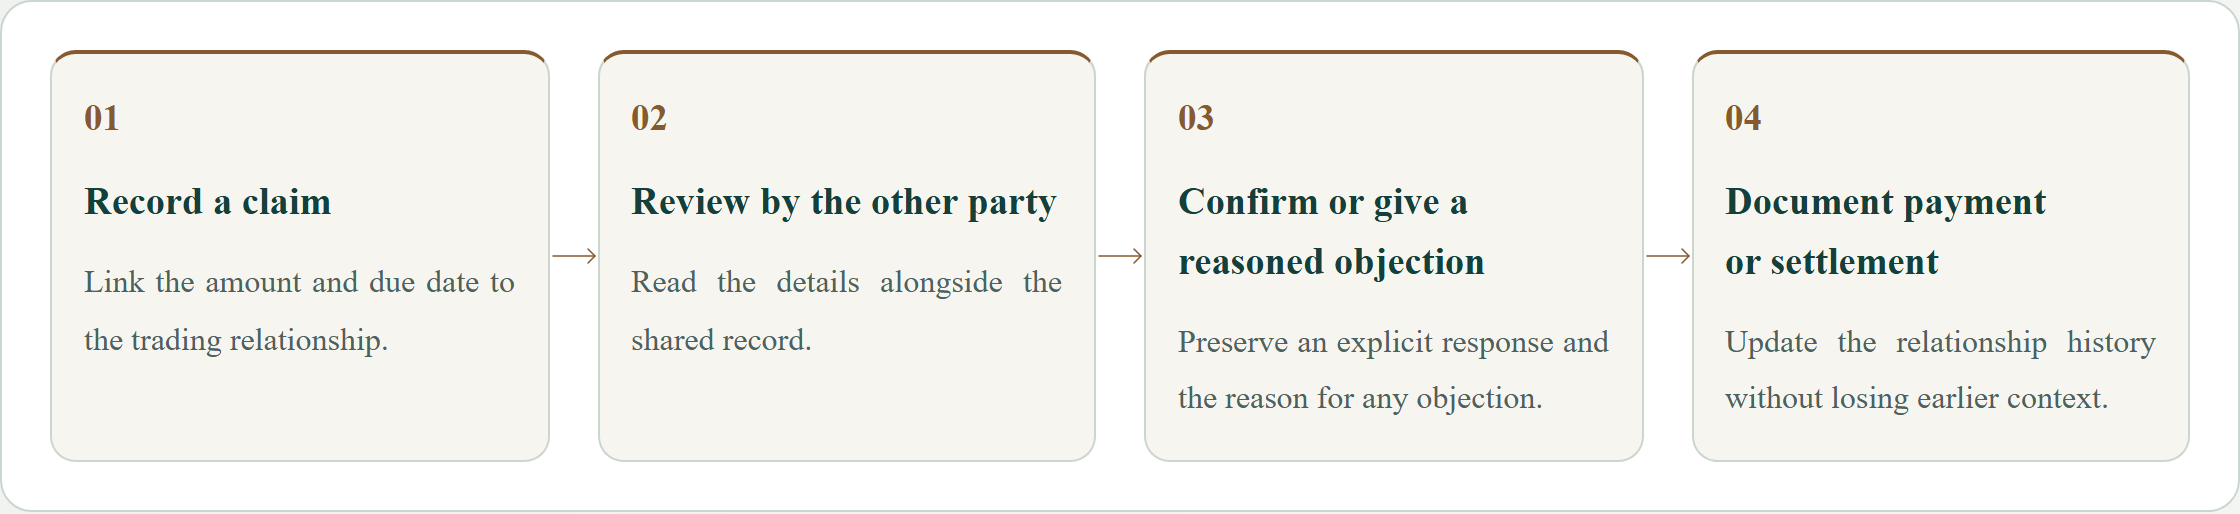 01
Record a claim
Link the amount and due date to
the trading relationship.
02
Review by the other party
Read the details alongside the
shared record.
03
Confirm or give a
reasoned objection
Preserve an explicit response and
the reason for any objection.
04
Document payment
or settlement
Update the relationship history
without losing earlier context.